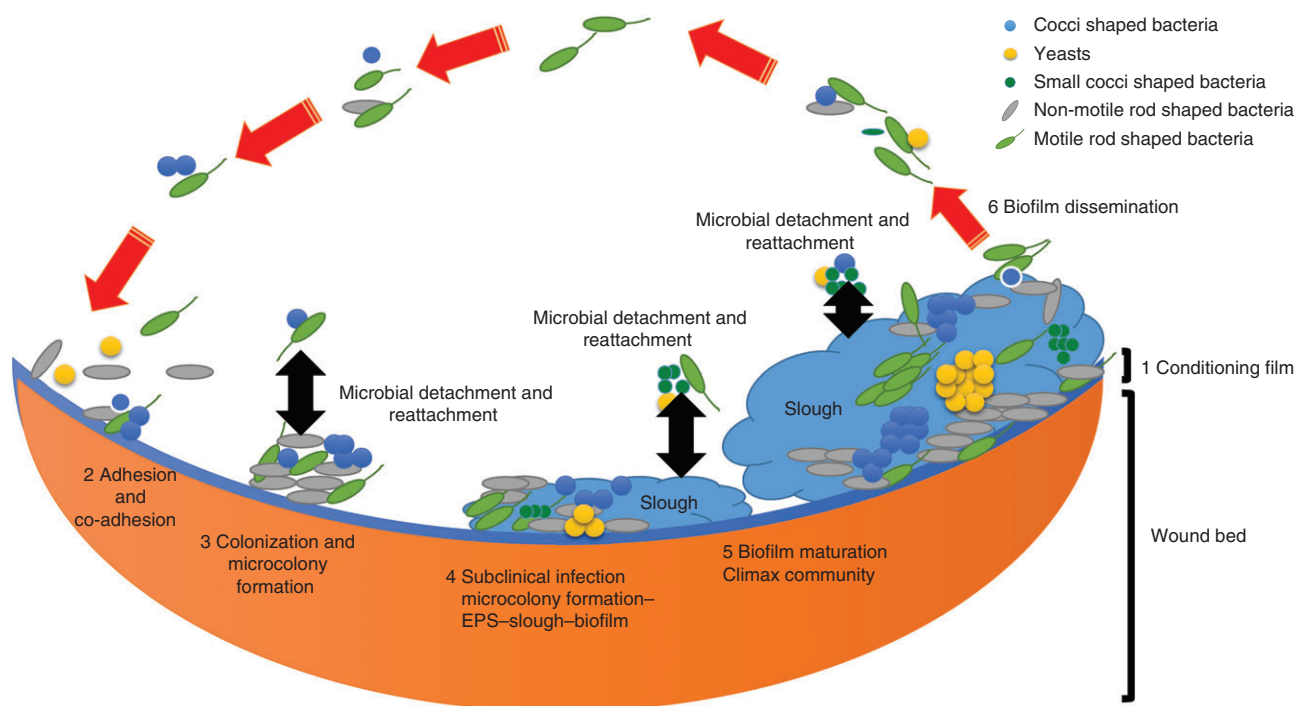 Cocci shaped bacteria
Yeasts
Small cocci shaped bacteria
Non-motile rod shaped bacteria
Motile rod shaped bacteria
6 Biofilm dissemination
Microbial detachment and
reattachment
Microbial detachment and
reattachment
Microbial detachment and
reattachment
1 Conditioning film
Slough
Slough
2 Adhesion
and
co-adhesion
3 Colonization and
microcolony
formation
4 Subclinical infection
microcolony formation–
EPS–slough–biofilm
5 Biofilm maturation
Climax community
Wound bed